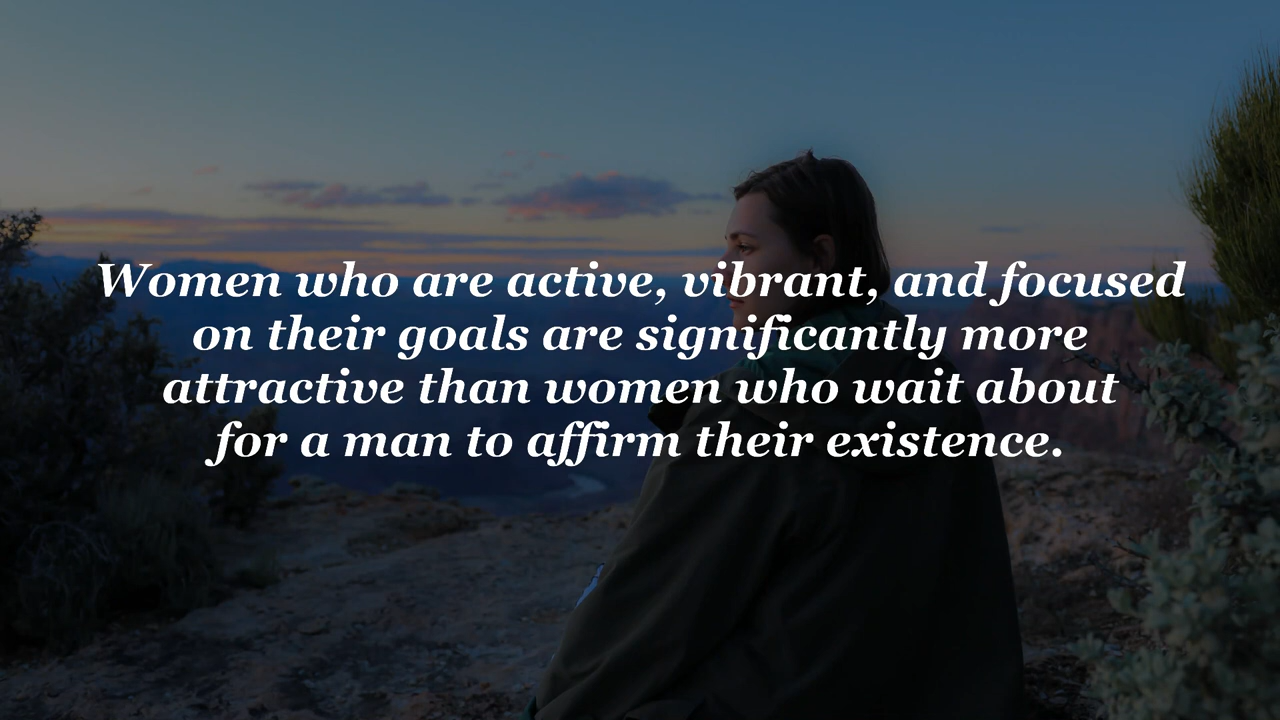 Women who are active, vibrant, and focused
on their goals are significantly more
attractive than women who wait about
for a man to affirm their existence.